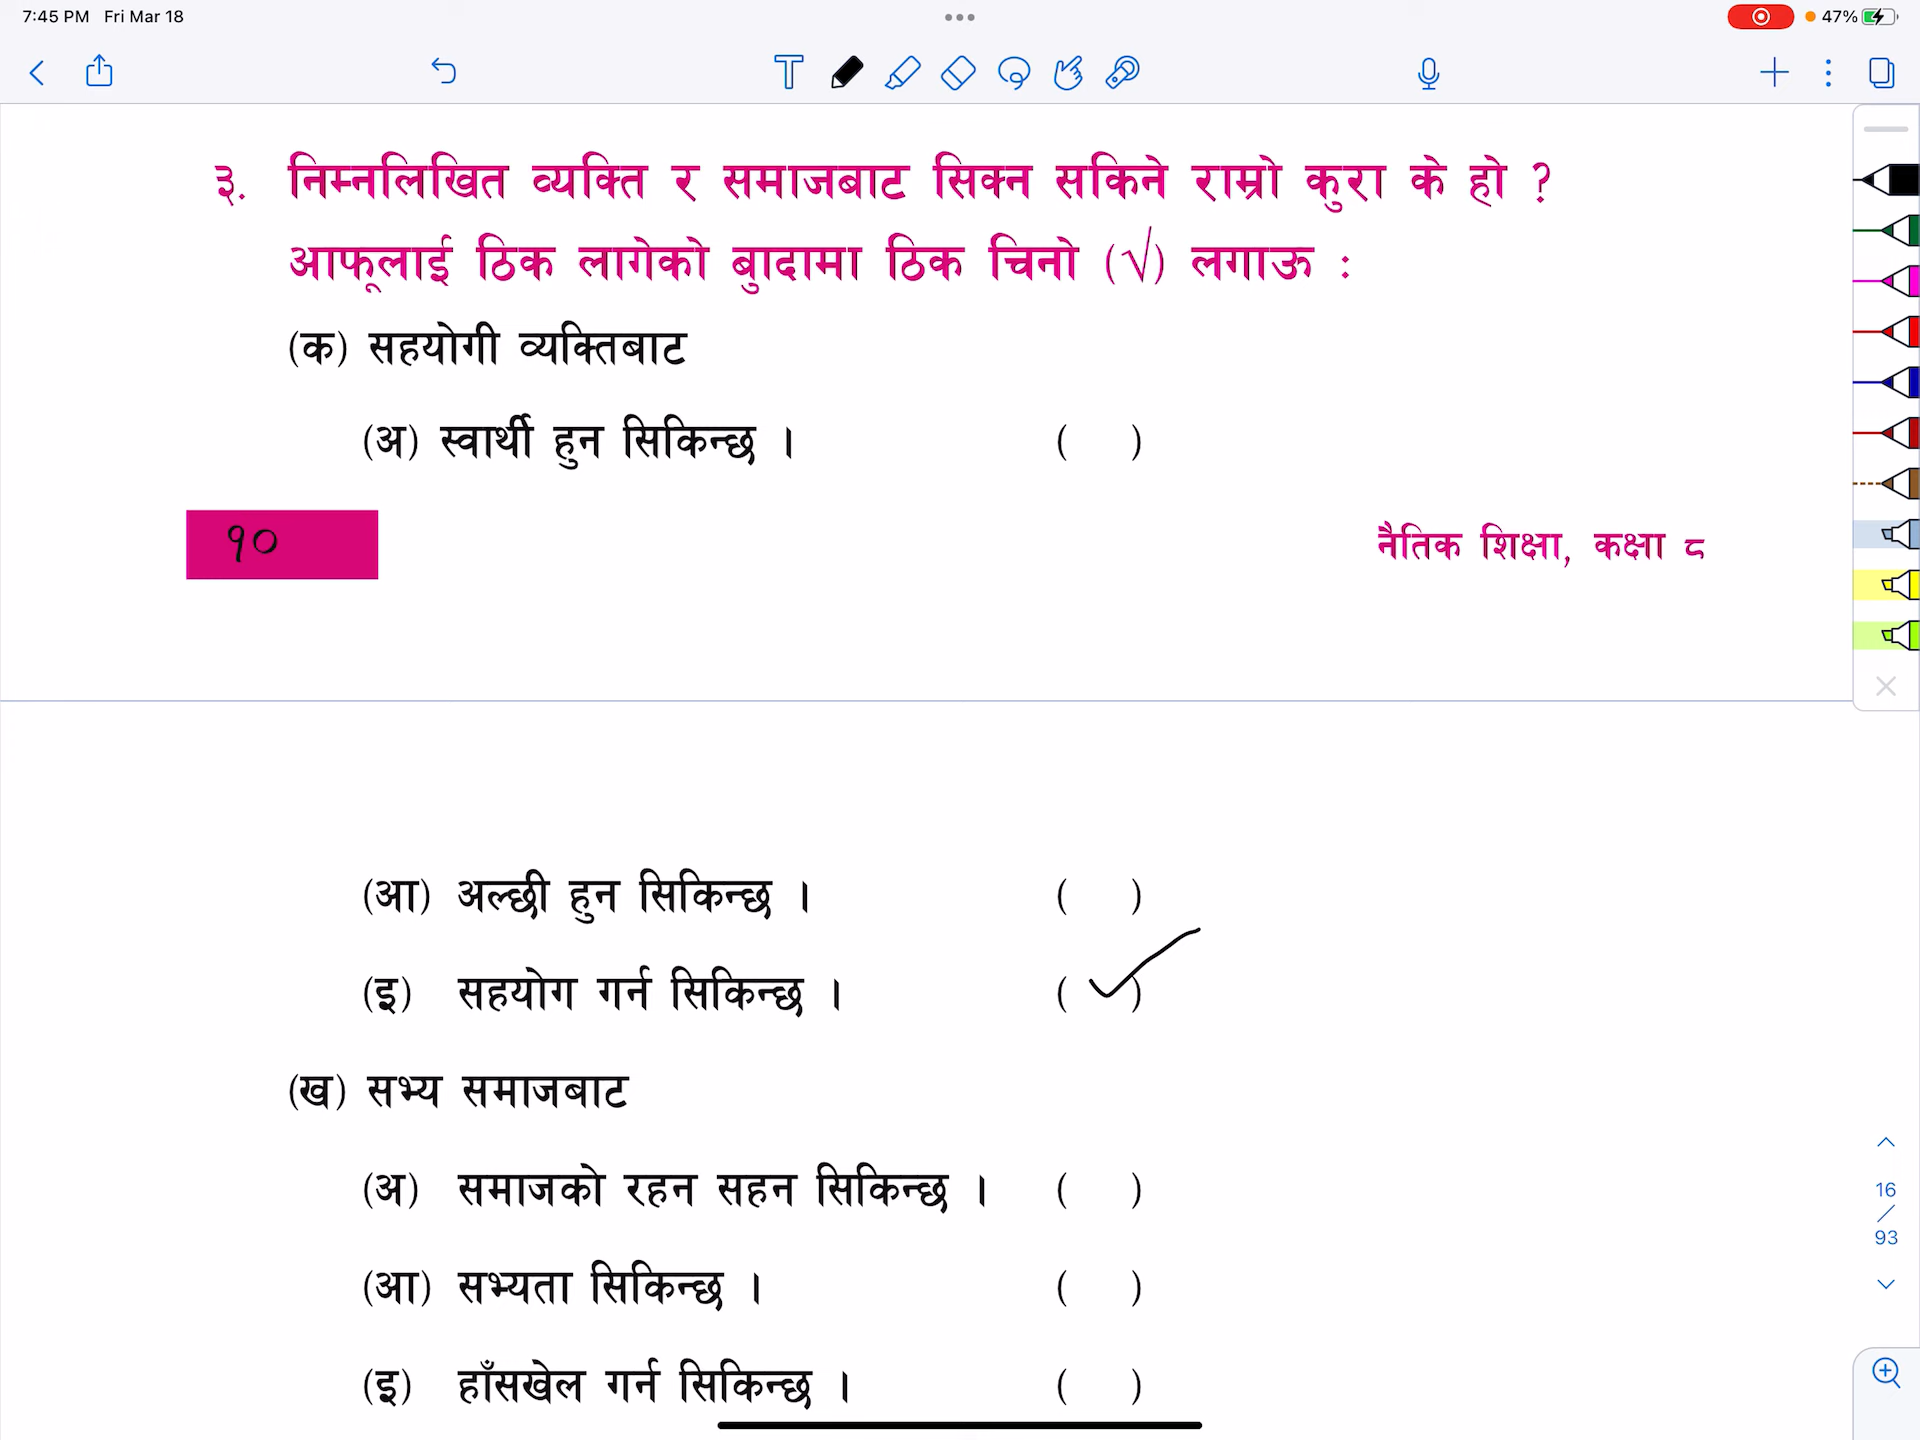 7:45 PM Fri Mar 18
47%
३. निम्नलिखित व्यक्ति र समाजबाट सिक्न सकिने राम्रो कुरा के हो ?
आफूलाई ठिक लागेको बुदामा ठिक चिनो (√) लगाऊ :
(क) सहयोगी व्यक्तिबाट
(अ) स्वार्थी हुन सिकिन्छ । ( )
१०
नैतिक शिक्षा, कक्षा ८
(आ) अल्छी हुन सिकिन्छ । ( )
(इ) सहयोग गर्न सिकिन्छ । (✓)
(ख) सभ्य समाजबाट
(अ) समाजको रहन सहन सिकिन्छ । ( )
(आ) सभ्यता सिकिन्छ । ( )
(इ) हाँसखेल गर्न सिकिन्छ । ( )
16
/
93